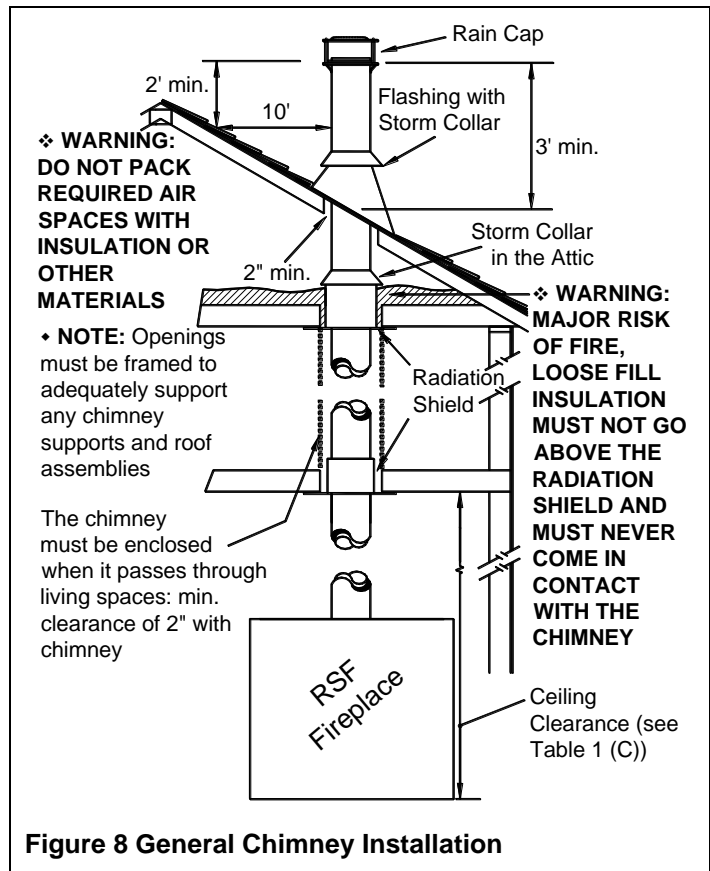 Rain Cap
2' min.
10'
Flashing with
Storm Collar
3' min.
❖ WARNING:
DO NOT PACK
REQUIRED AIR
SPACES WITH
INSULATION OR
OTHER
MATERIALS
2" min.
Storm Collar
in the Attic
❖ WARNING:
MAJOR RISK
OF FIRE,
LOOSE FILL
INSULATION
MUST NOT GO
ABOVE THE
RADIATION
SHIELD AND
MUST NEVER
COME IN
CONTACT
WITH THE
CHIMNEY
◆ NOTE: Openings
must be framed to
adequately support
any chimney
supports and roof
assemblies
Radiation
Shield
The chimney
must be enclosed
when it passes through
living spaces: min.
clearance of 2" with
chimney
RSF
Fireplace
Ceiling
Clearance (see
Table 1 (C))
Figure 8 General Chimney Installation